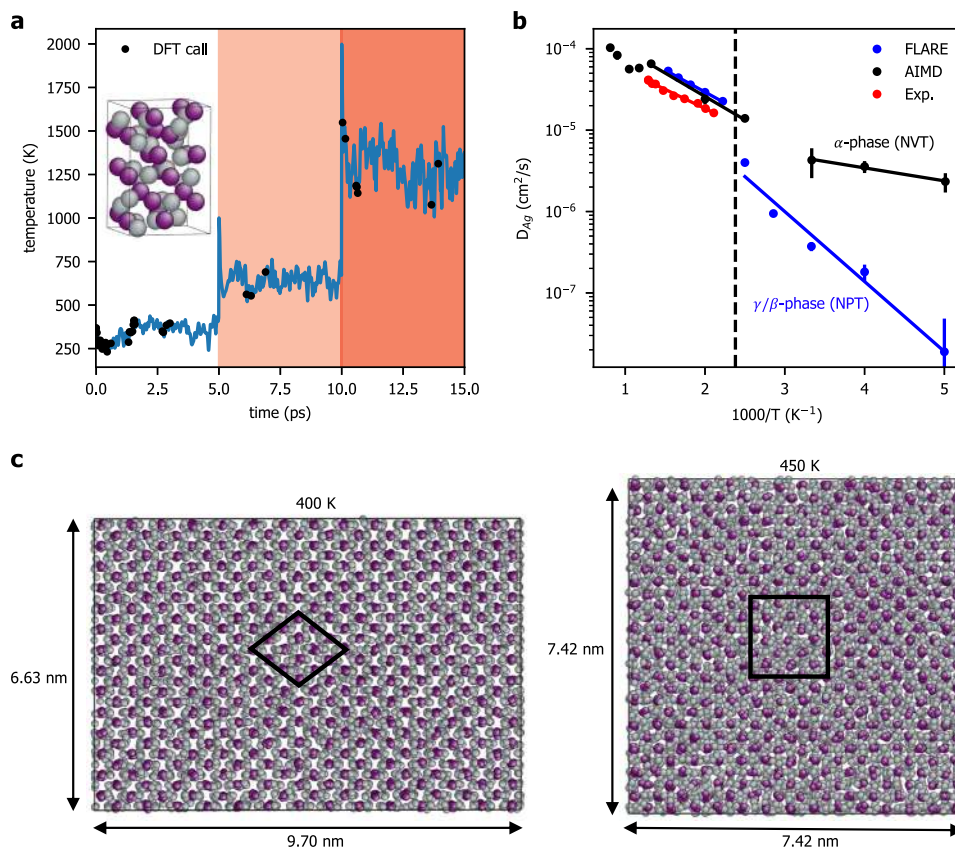 a
2000
1750
1500
1250
1000
750
500
250
temperature (K)
DFT call
0.0 2.5 5.0 7.5 10.0 12.5 15.0
time (ps)
b
10⁻⁴
10⁻⁵
10⁻⁶
10⁻⁷
D_Ag (cm²/s)
FLARE
AIMD
Exp.
α-phase (NVT)
γ/β-phase (NPT)
1 2 3 4 5
1000/T (K⁻¹)
c
400 K
6.63 nm
9.70 nm
450 K
7.42 nm
7.42 nm